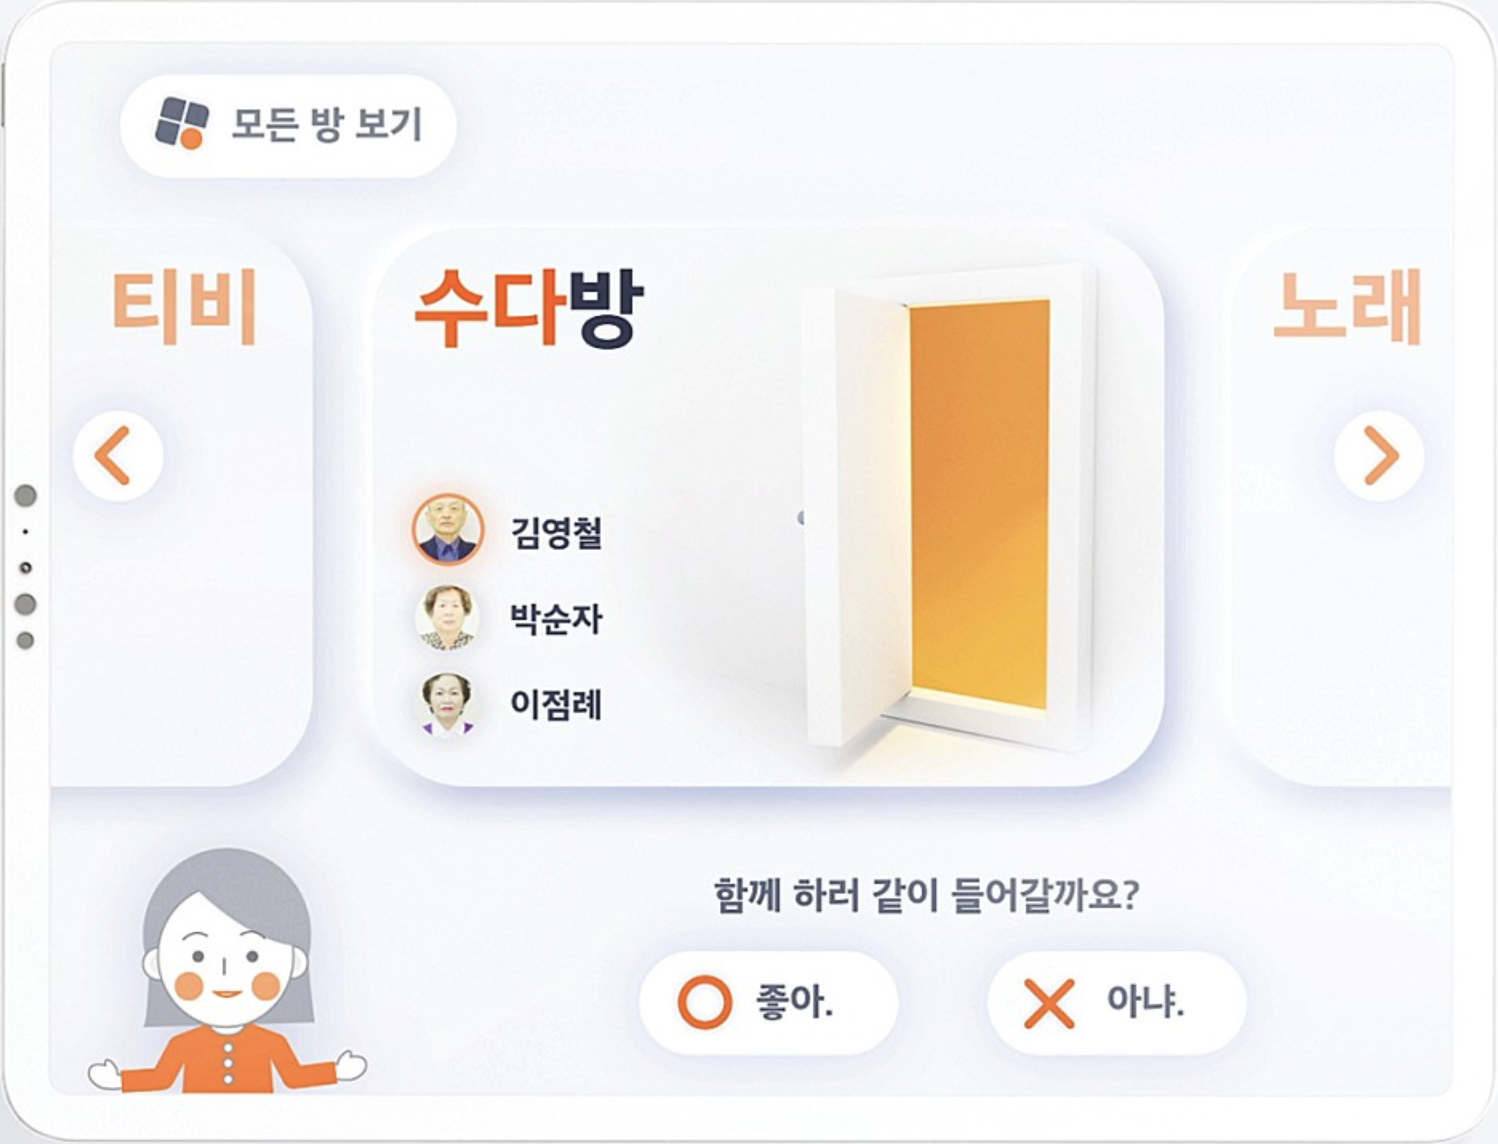 모든 방 보기
티비
수다방
노래
김영철
박순자
이점례
함께 하러 같이 들어갈까요?
좋아.
아냐.